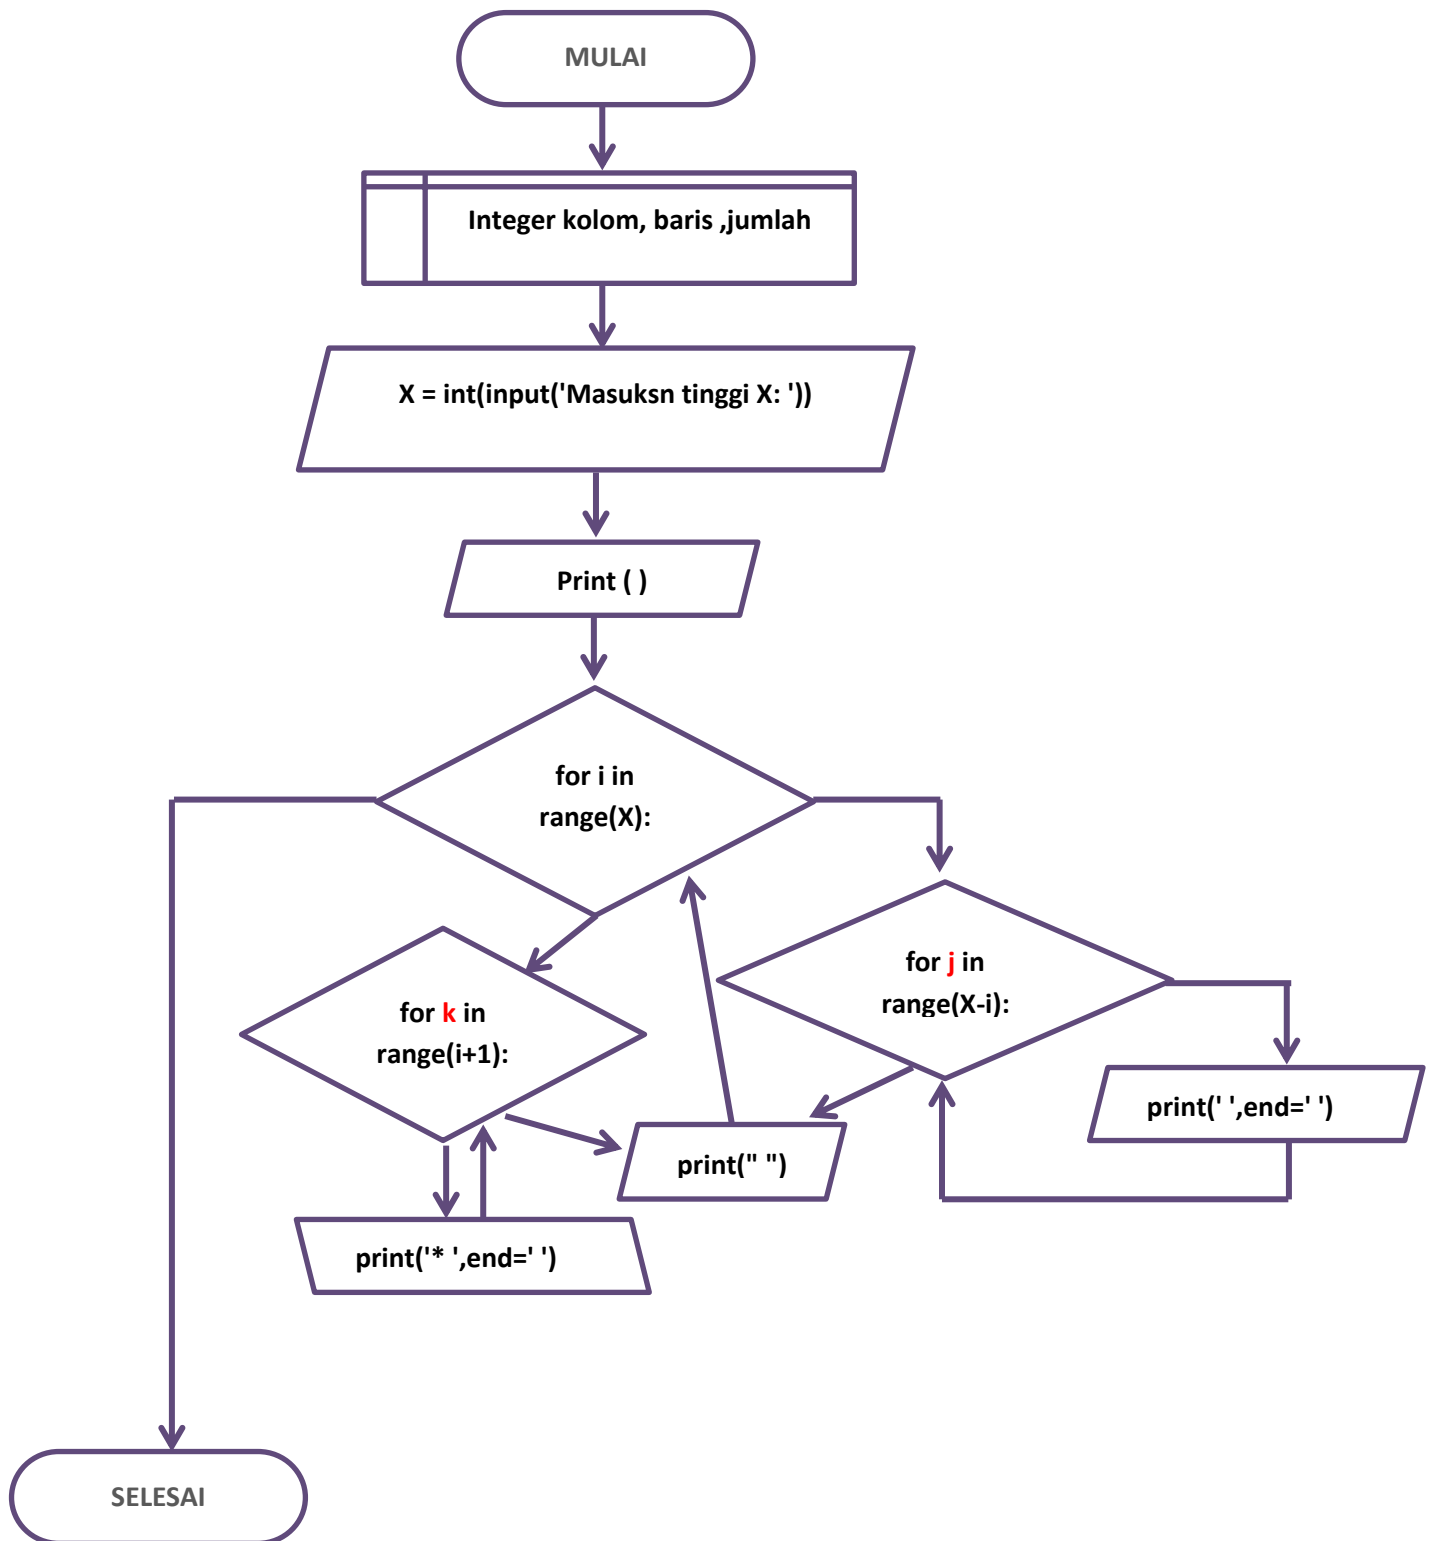 MULAI
Integer kolom, baris ,jumlah
X = int(input('Masuksn tinggi X: '))
Print ( )
for i in
range(X):
for j in
range(X-i):
for k in
range(i+1):
print(' ',end=' ')
print(" ")
print('* ',end=' ')
SELESAI